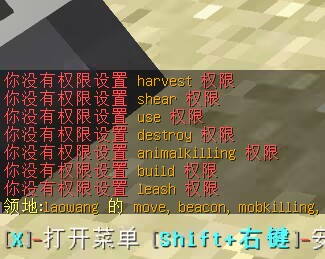 你没有权限设置 harvest 权限
你没有权限设置 shear 权限
你没有权限设置 use 权限
你没有权限设置 destroy 权限
你没有权限设置 animalkilling 权限
你没有权限设置 build 权限
你没有权限设置 leash 权限
领地:laowang 的 move, beacon, mobkilling,
[X]-打开菜单 [Shift+右键]-安